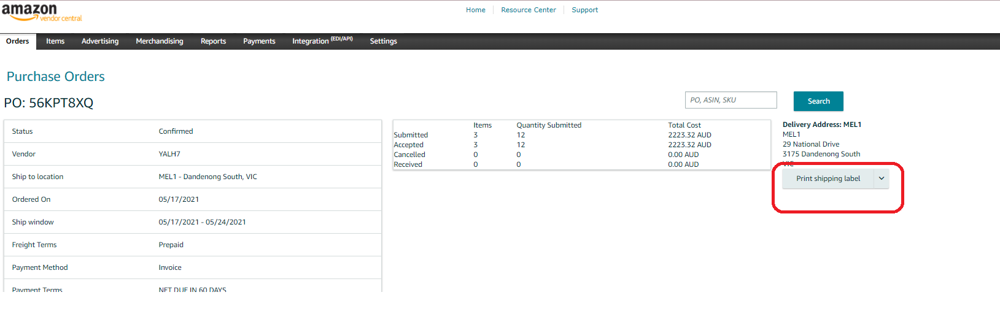 amazon
vendor central
Home Resource Center Support
Orders Items Advertising Merchandising Reports Payments Integration (EDI/API) Settings
Purchase Orders
PO: 56KPT8XQ
PO, ASIN, SKU Search
Status Confirmed
Vendor YALH7
Ship to location MEL1 - Dandenong South, VIC
Ordered On 05/17/2021
Ship window 05/17/2021 - 05/24/2021
Freight Terms Prepaid
Payment Method Invoice
Payment Terms NET DUE IN 60 DAYS
Items Quantity Submitted Total Cost
Submitted 3 12 2223.32 AUD
Accepted 3 12 2223.32 AUD
Cancelled 0 0 0.00 AUD
Received 0 0 0.00 AUD
Delivery Address: MEL1
MEL1
29 National Drive
3175 Dandenong South
VIC
Print shipping label